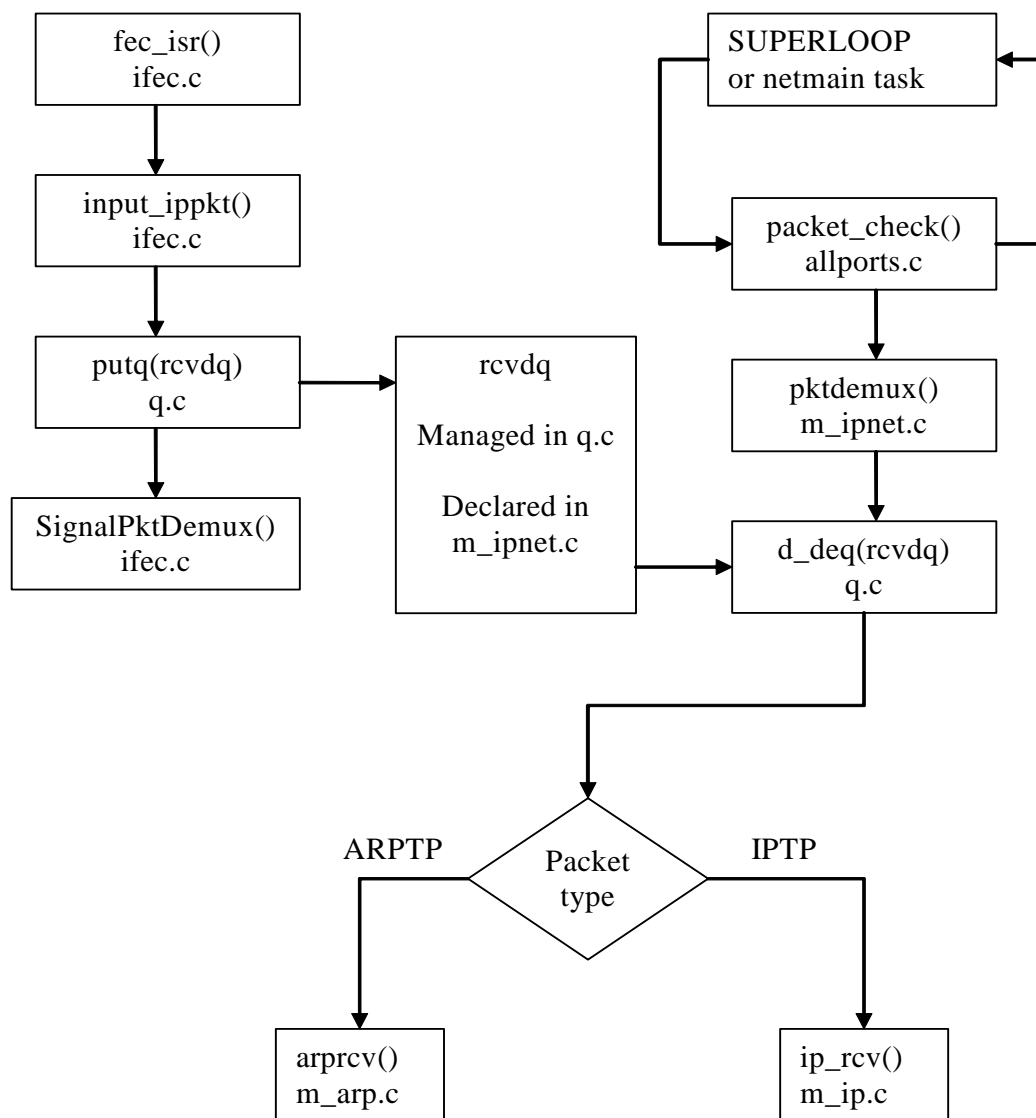 fec_isr()
ifec.c
input_ippkt()
ifec.c
putq(rcvdq)
q.c
SignalPktDemux()
ifec.c
rcvdq
Managed in q.c
Declared in
m_ipnet.c
SUPERLOOP
or netmain task
packet_check()
allports.c
pktdemux()
m_ipnet.c
d_deq(rcvdq)
q.c
ARPTP
Packet
type
IPTP
arprcv()
m_arp.c
ip_rcv()
m_ip.c